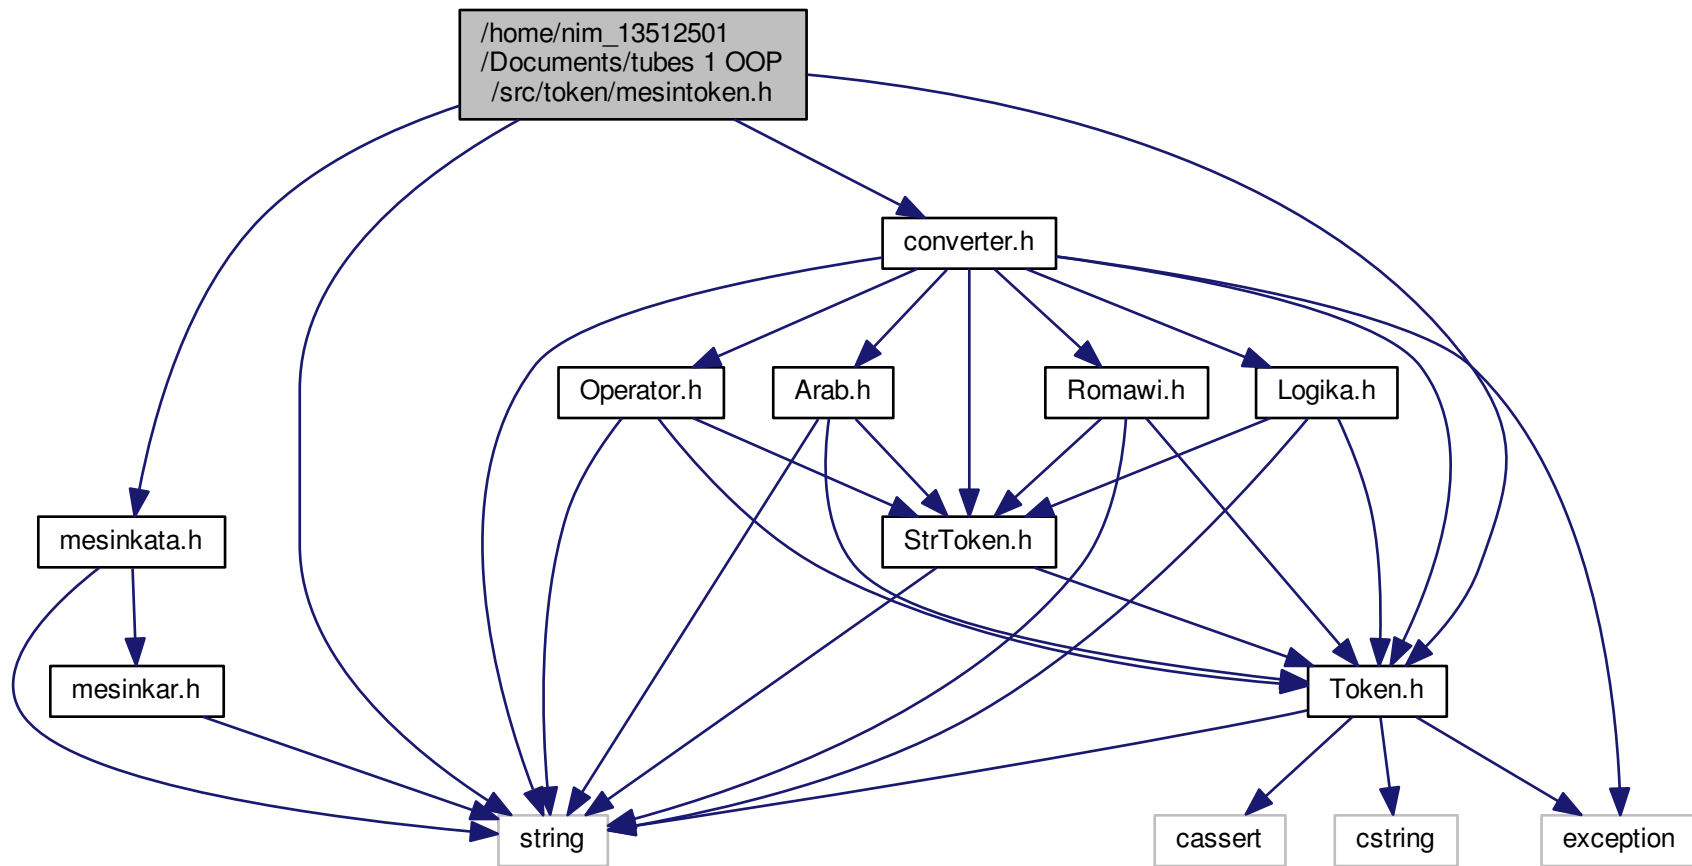 /home/nim_13512501
/Documents/tubes 1 OOP
/src/token/mesintoken.h
converter.h
Operator.h
Arab.h
Romawi.h
Logika.h
mesinkata.h
StrToken.h
mesinkar.h
Token.h
string
cassert
cstring
exception